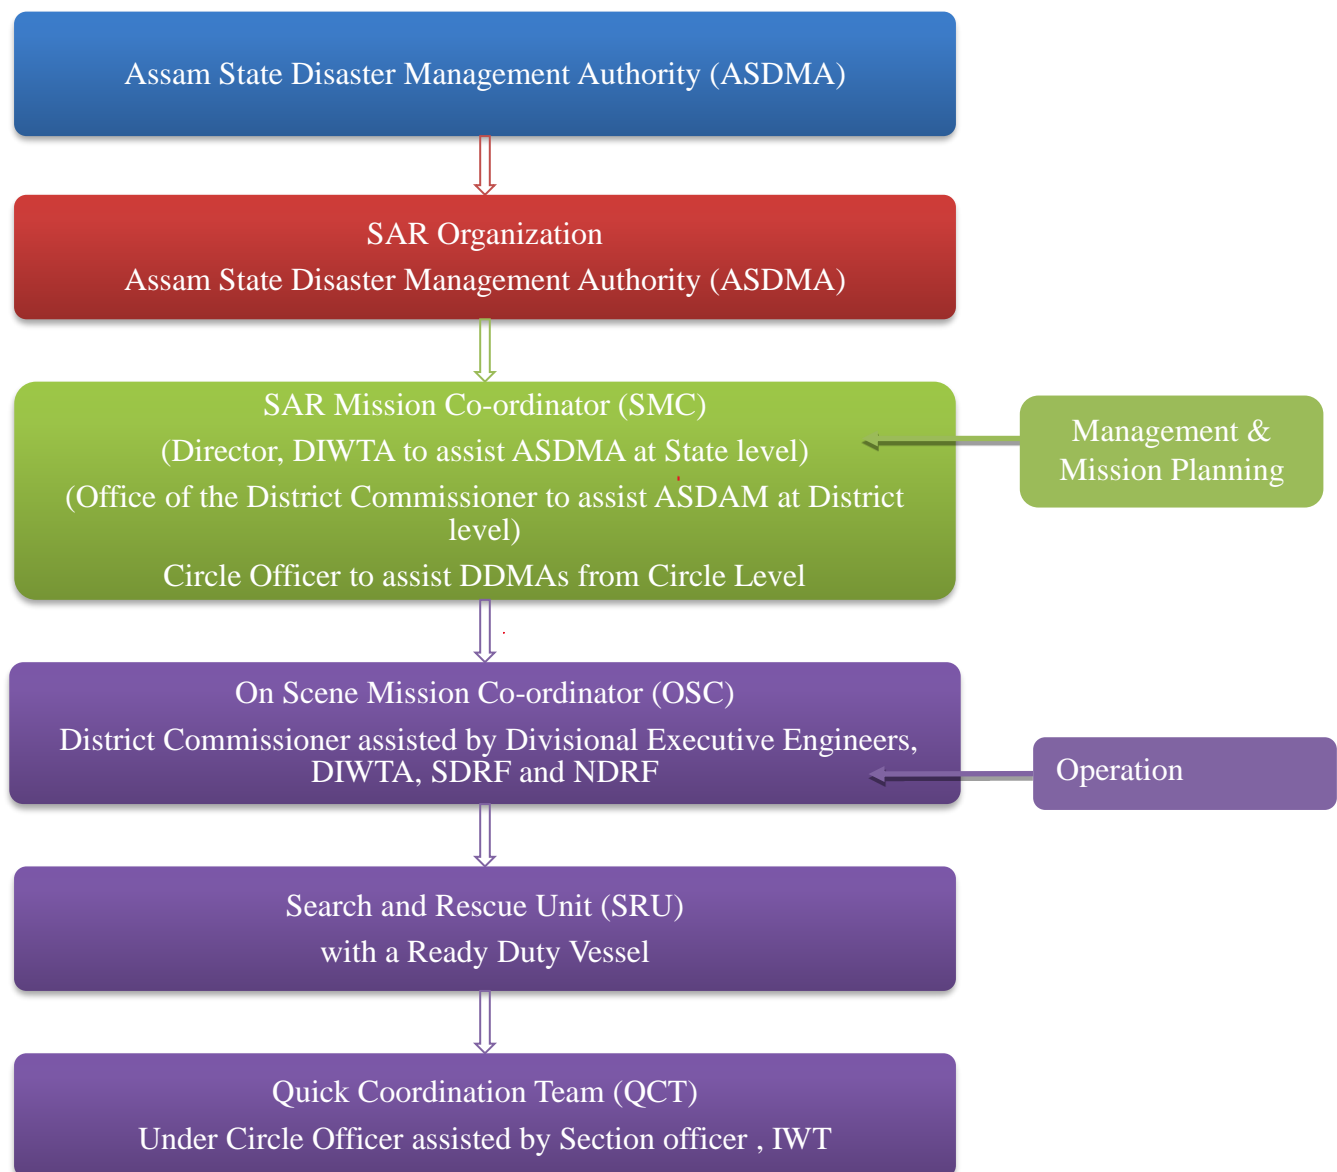 Assam State Disaster Management Authority (ASDMA)
SAR Organization
Assam State Disaster Management Authority (ASDMA)
SAR Mission Co-ordinator (SMC)
(Director, DIWTA to assist ASDMA at State level)
(Office of the District Commissioner to assist ASDAM at District
level)
Circle Officer to assist DDMAs from Circle Level
Management &
Mission Planning
On Scene Mission Co-ordinator (OSC)
District Commissioner assisted by Divisional Executive Engineers,
DIWTA, SDRF and NDRF
Operation
Search and Rescue Unit (SRU)
with a Ready Duty Vessel
Quick Coordination Team (QCT)
Under Circle Officer assisted by Section officer , IWT